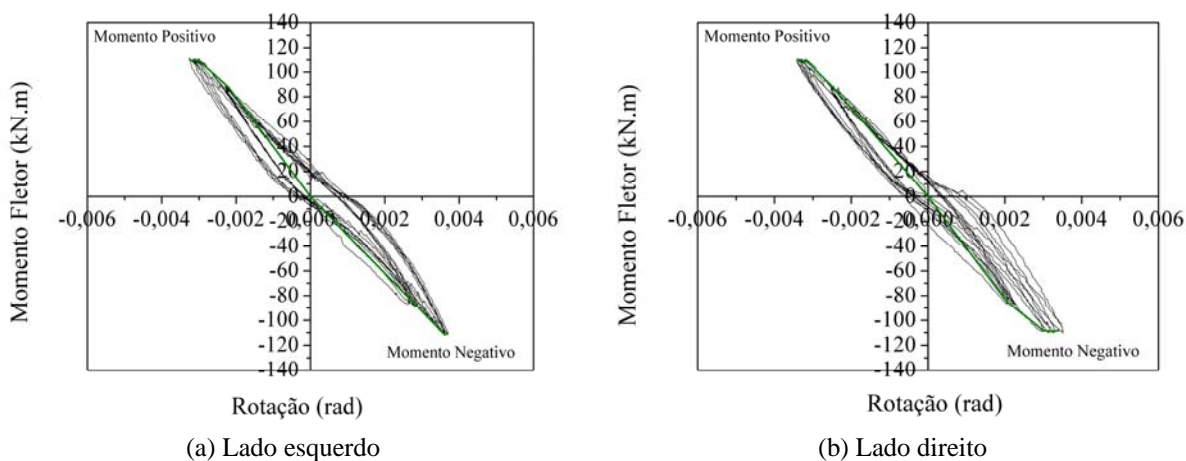 140
Momento Positivo
120
100
80
60
40
20
0
-0,006 -0,004 -0,002 0,000 0,002 0,004 0,006
-20
-40
-60
-80
-100
-120
-140
Momento Negativo
Momento Fletor (kN.m)
Rotação (rad)
(a) Lado esquerdo
140
Momento Positivo
120
100
80
60
40
20
0
-0,006 -0,004 -0,002 0,000 0,002 0,004 0,006
-20
-40
-60
-80
-100
-120
-140
Momento Negativo
Momento Fletor (kN.m)
Rotação (rad)
(b) Lado direito